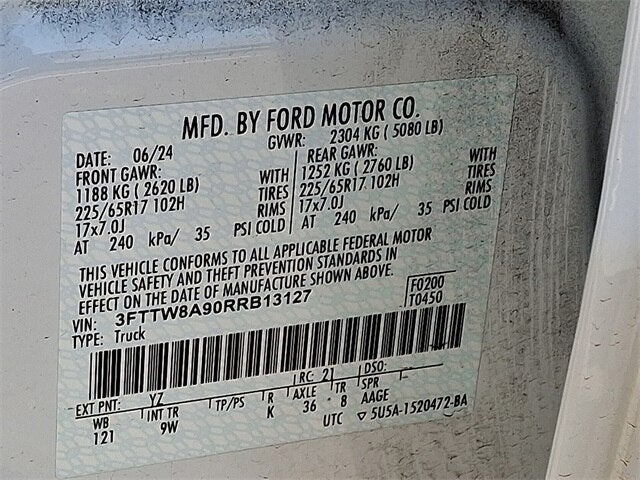 MFD. BY FORD MOTOR CO.
DATE: 06/24 GVWR: 2304 KG ( 5080 LB)
FRONT GAWR: WITH REAR GAWR: WITH
1188 KG ( 2620 LB) TIRES 1252 KG ( 2760 LB) TIRES
225/65R17 102H RIMS 225/65R17 102H RIMS
17x7.0J 17x7.0J
AT 240 kPa/ 35 PSI COLD AT 240 kPa/ 35 PSI COLD
THIS VEHICLE CONFORMS TO ALL APPLICABLE FEDERAL MOTOR
VEHICLE SAFETY AND THEFT PREVENTION STANDARDS IN
EFFECT ON THE DATE OF MANUFACTURE SHOWN ABOVE.
VIN: 3FTTW8A90RRB13127 F0200
TYPE: Truck T0450
EXT PNT: YZ RC: 21 DSO:
WB INT TR TP/PS R AXLE TR SPR
121 9W K 36 8 AAGE
UTC ▽ 5U5A-1520472-BA